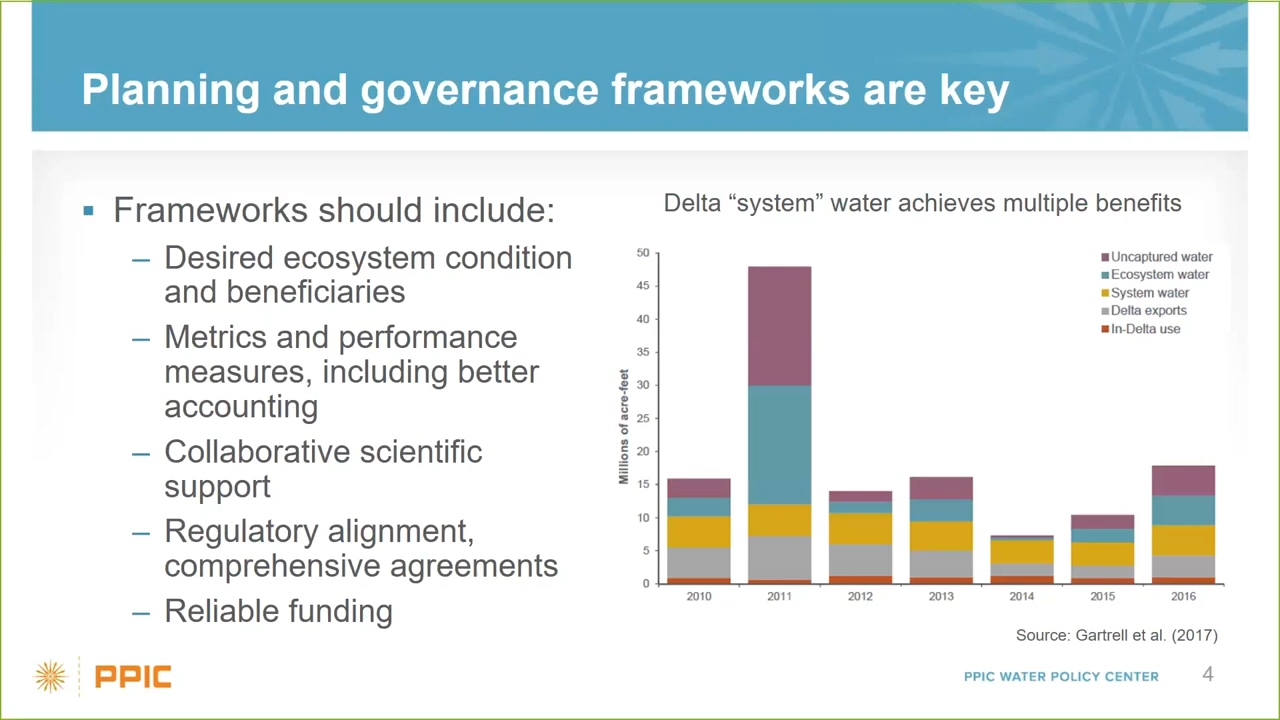 Planning and governance frameworks are key
▪ Frameworks should include:
– Desired ecosystem condition
and beneficiaries
– Metrics and performance
measures, including better
accounting
– Collaborative scientific
support
– Regulatory alignment,
comprehensive agreements
– Reliable funding
Delta “system” water achieves multiple benefits
Millions of acre-feet
50
45
40
35
30
25
20
15
10
5
0
Uncaptured water
Ecosystem water
System water
Delta exports
In-Delta use
2010 2011 2012 2013 2014 2015 2016
Source: Gartrell et al. (2017)
PPIC
PPIC WATER POLICY CENTER 4